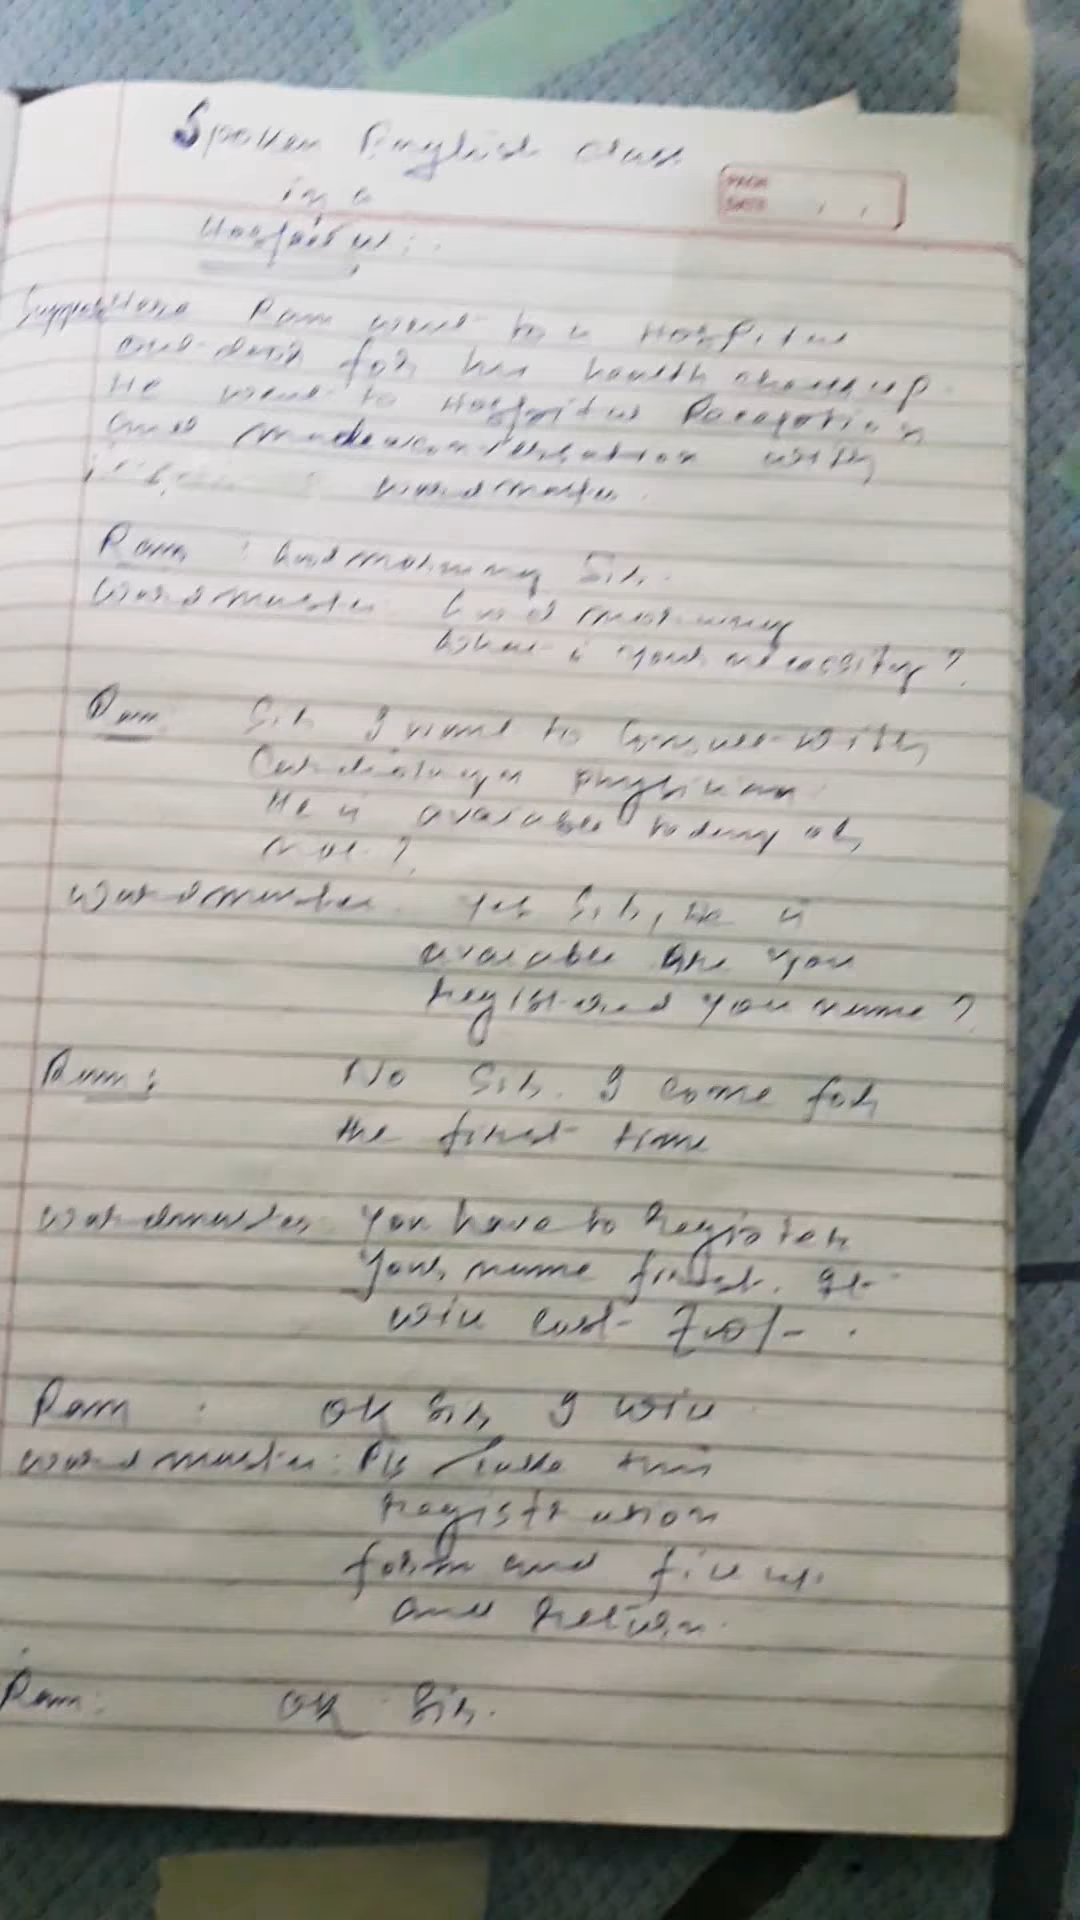 Spoken English class
in a
Hospital :
PAGE
DATE
Suppose Ram went to a Hospital
out-door for his health checkup.
He went to Hospital Reception
and made conversation with
wardmaster.
Ram : Good morning Sir.
Wardmaster Good morning
What is your necessity ?
Ram Sir I want to consult with
physician
He is available today or
not ?
Wardmaster. Yes Sir, He is
available Are you
Registered you name ?
Ram : No Sir. I come for
the first time
Wardmaster You have to Register
Your name first. It
will cost
Ram : OK Sir I will
Wardmaster : Pls Take this
Registration
form and fill up
and Return.
Ram : OK Sir.